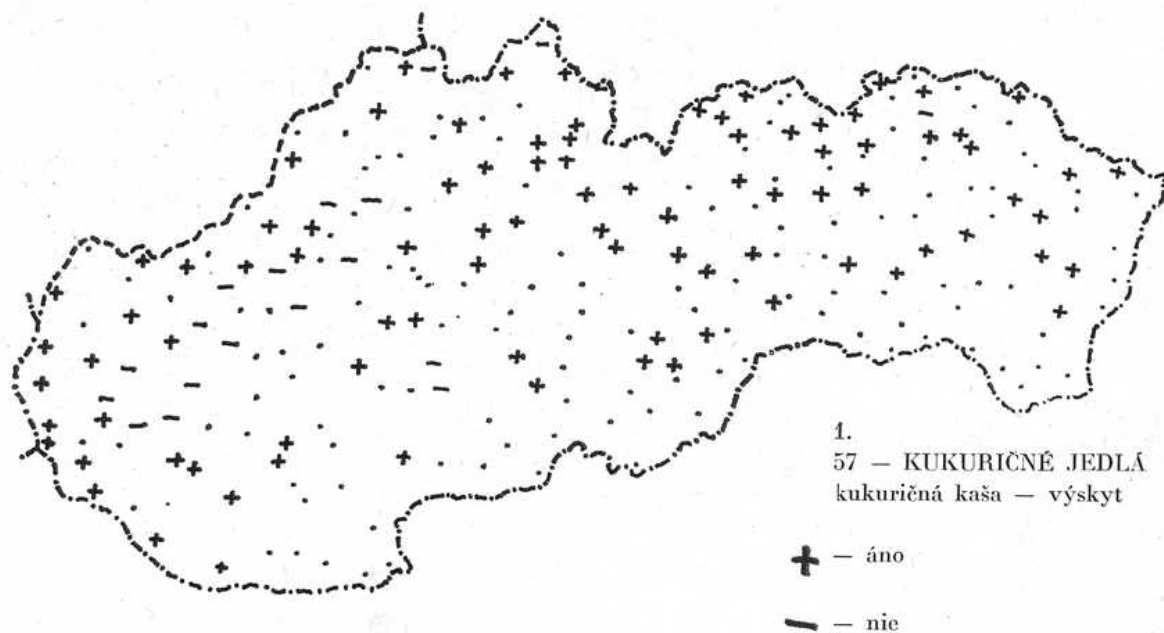 1.
57 — KUKURIČNÉ JEDLÁ
kukuričná kaša — výskyt
+ — áno
— — nie